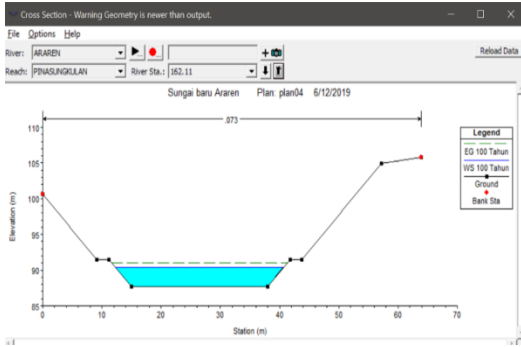 Cross Section - Warning Geometry is newer than output.
File Options Help
River: ARAREN
Reload Data
Reach: PINASUNGKULAN River Sta.: 162.11
Sungai baru Araren Plan: plan04 6/12/2019
.073
Legend
EG 100 Tahun
WS 100 Tahun
Ground
Bank Sta
Elevation (m)
110
105
100
95
90
85
0 10 20 30 40 50 60 70
Station (m)